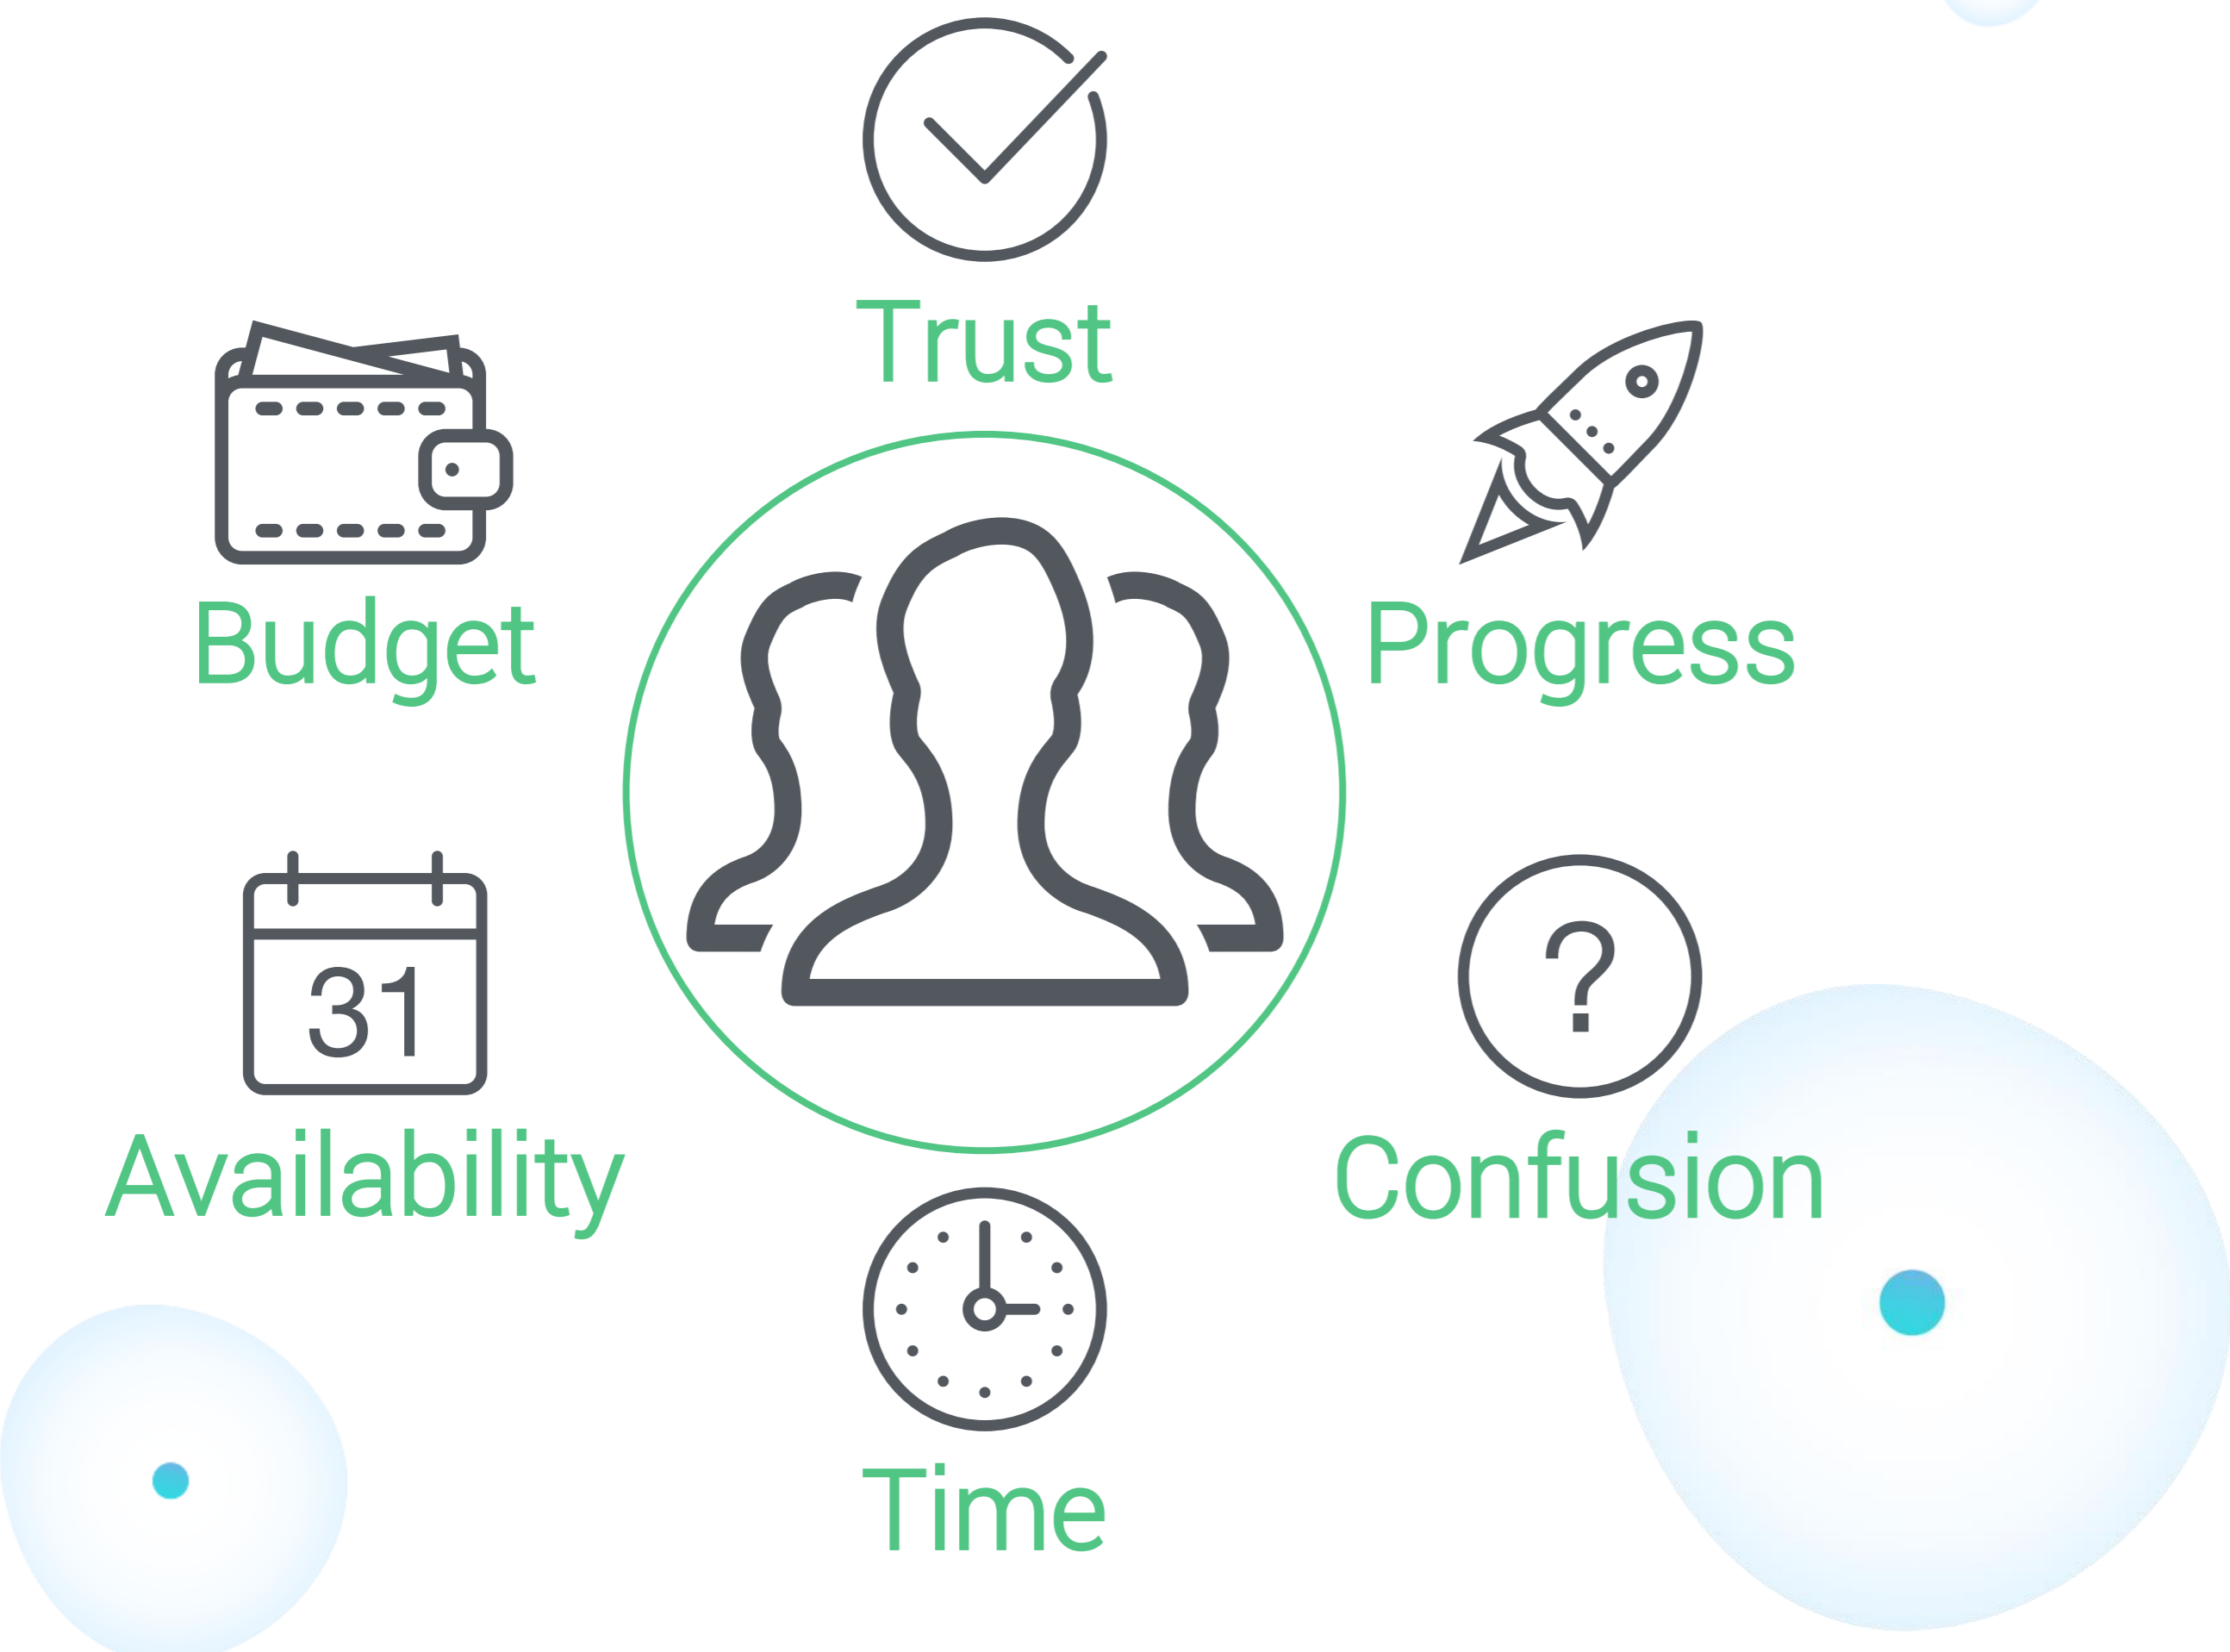 Trust
Budget
Progress
31
Availability
?
Confusion
Time